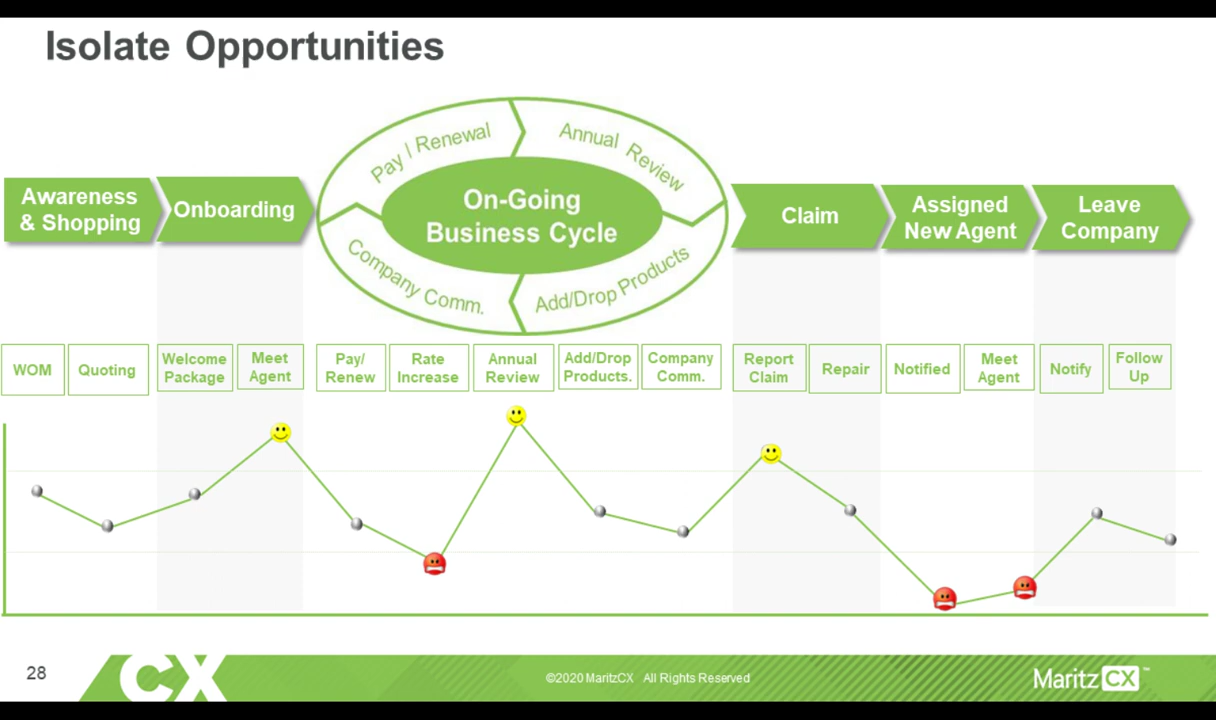 Isolate Opportunities
Awareness
& Shopping
Onboarding
Pay / Renewal
Annual Review
On-Going
Business Cycle
Company Comm.
Add/Drop Products
Claim
Assigned
New Agent
Leave
Company
WOM
Quoting
Welcome
Package
Meet
Agent
Pay/
Renew
Rate
Increase
Annual
Review
Add/Drop
Products.
Company
Comm.
Report
Claim
Repair
Notified
Meet
Agent
Notify
Follow
Up
28
CX
©2020 MaritzCX All Rights Reserved
Maritz CX ™